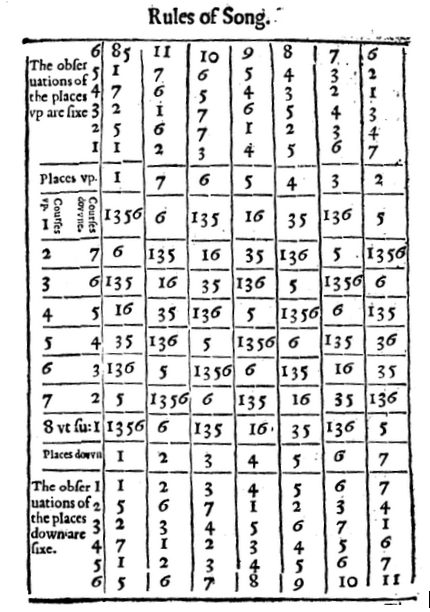 Rules of Song.
6 85 11 10 9 8 7 6
The obser 5 1 7 6 5 4 3 2
uations of 4 7 6 5 4 3 2 1
the places 3 2 1 7 6 5 4 3
vp are sixe 2 5 6 7 1 2 3 4
1 1 2 3 4 5 6 7
Places vp. 1 7 6 5 4 3 2
Courses vp. 1 Courses dovvne. 1356 6 135 16 35 136 5
2 7 6 135 16 35 136 5 1356
3 6 135 16 35 136 5 1356 6
4 5 16 35 136 5 1356 6 135
5 4 35 136 5 1356 6 135 36
6 3 136 5 1356 6 135 16 35
7 2 5 1356 6 135 16 35 136
8 vt su: 1 1356 6 135 16 35 136 5
Places dovvn 1 2 3 4 5 6 7
The obser 1 1 2 3 4 5 6 7
uations of 2 5 6 7 1 2 3 4
the places 3 2 3 4 5 6 7 1
down are 4 7 1 2 3 4 5 6
sixe. 5 1 2 3 4 5 6 7
6 5 6 7 8 9 10 11